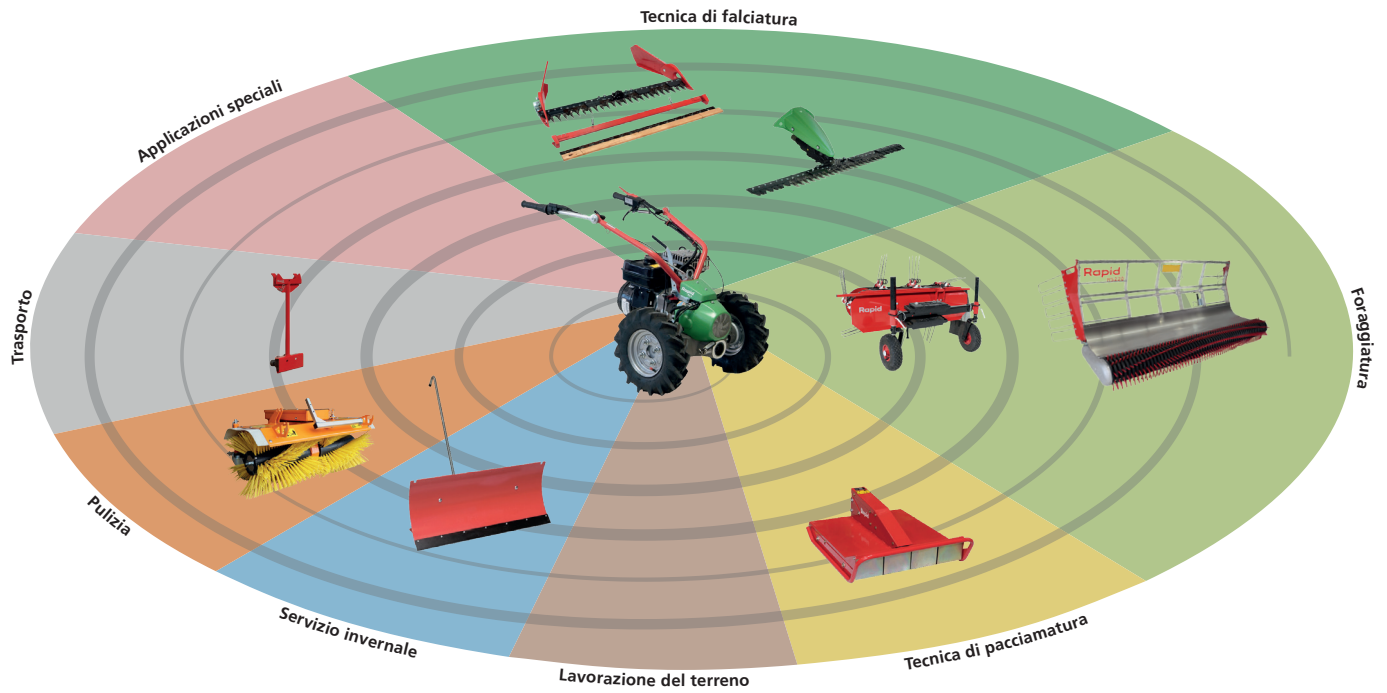 Tecnica di falciatura
Applicazioni speciali
Trasporto
Rapid
Rapid
Foraggiatura
Pulizia
Servizio invernale
Lavorazione del terreno
Tecnica di pacciamatura